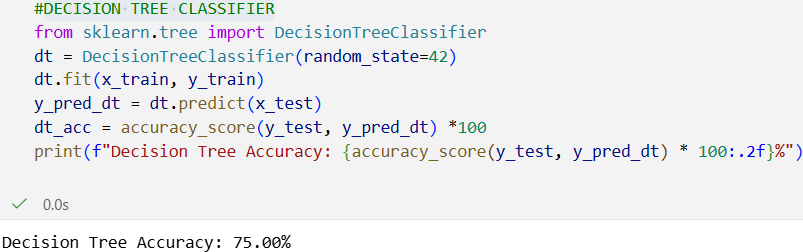 #DECISION TREE CLASSIFIER
from sklearn.tree import DecisionTreeClassifier
dt = DecisionTreeClassifier(random_state=42)
dt.fit(x_train, y_train)
y_pred_dt = dt.predict(x_test)
dt_acc = accuracy_score(y_test, y_pred_dt) *100
print(f"Decision Tree Accuracy: {accuracy_score(y_test, y_pred_dt) * 100:.2f}%")
0.0s
Decision Tree Accuracy: 75.00%